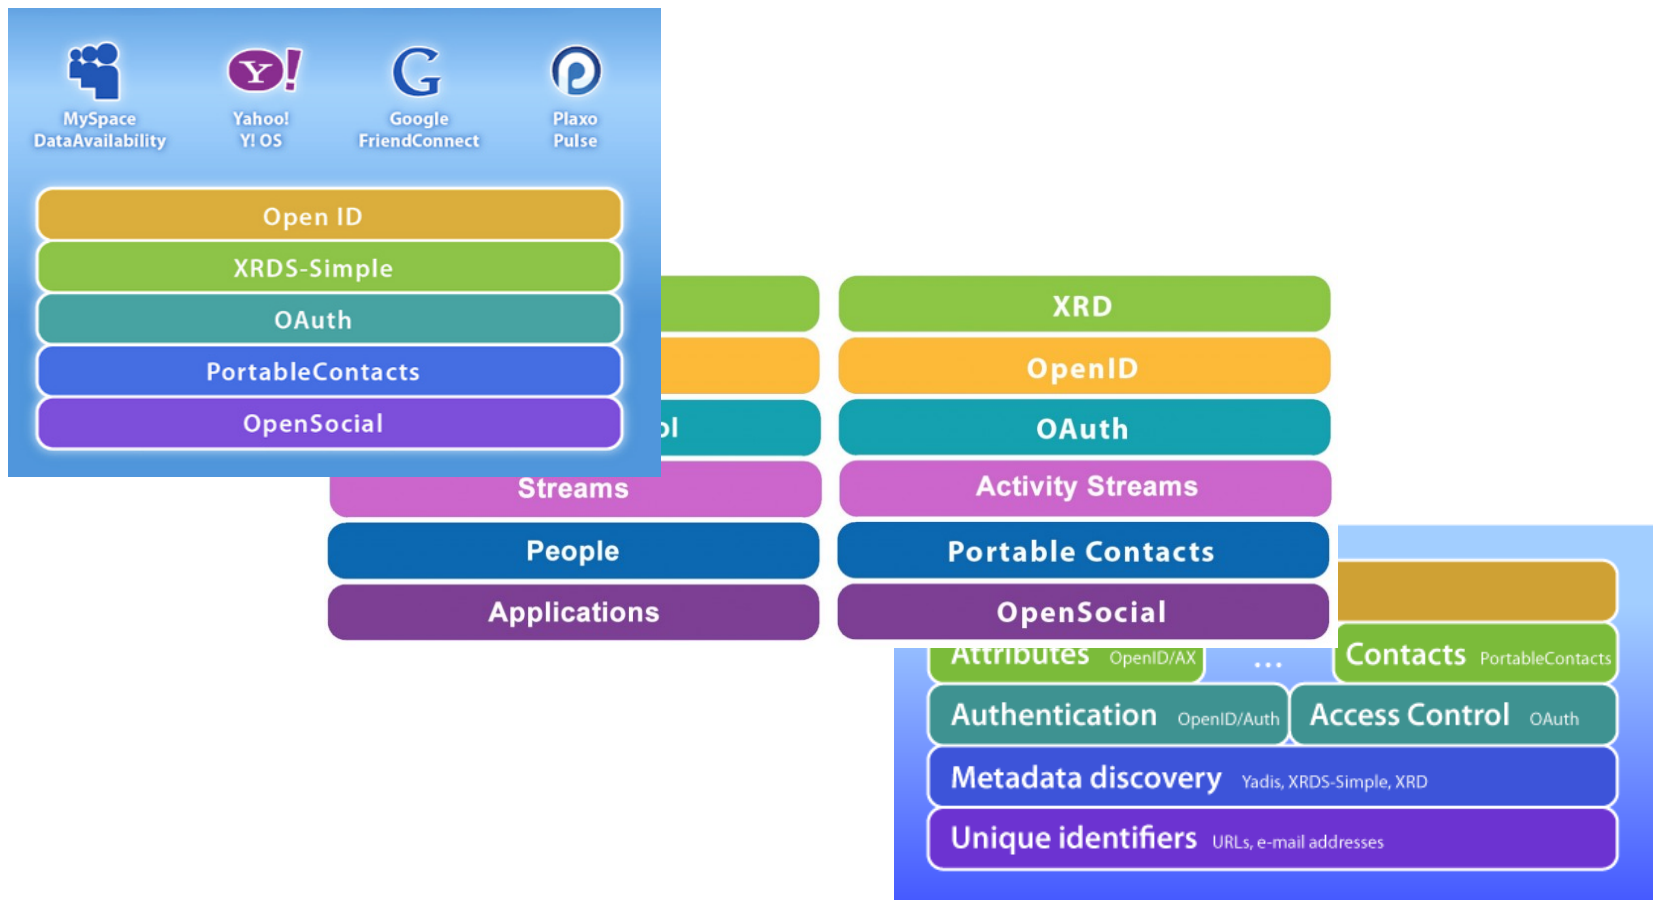 MySpace
DataAvailability
Y!
Yahoo!
Y! OS
G
Google
FriendConnect
Plaxo
Pulse
Open ID
XRDS-Simple
OAuth
PortableContacts
OpenSocial
XRD
OpenID
ol
OAuth
Streams
Activity Streams
People
Portable Contacts
Applications
OpenSocial
Attributes OpenID/AX
...
Contacts PortableContacts
Authentication OpenID/Auth
Access Control OAuth
Metadata discovery Yadis, XRDS-Simple, XRD
Unique identifiers URLs, e-mail addresses